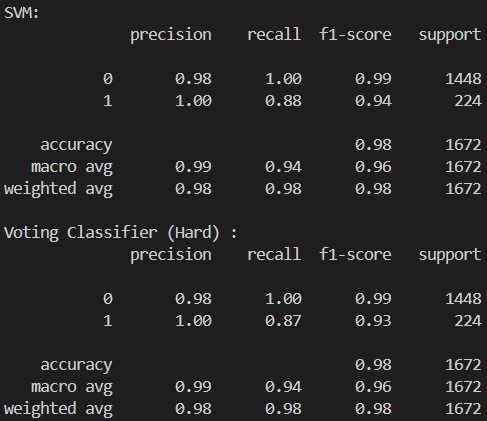 SVM:
precision recall f1-score support
0 0.98 1.00 0.99 1448
1 1.00 0.88 0.94 224
accuracy 0.98 1672
macro avg 0.99 0.94 0.96 1672
weighted avg 0.98 0.98 0.98 1672
Voting Classifier (Hard) :
precision recall f1-score support
0 0.98 1.00 0.99 1448
1 1.00 0.87 0.93 224
accuracy 0.98 1672
macro avg 0.99 0.94 0.96 1672
weighted avg 0.98 0.98 0.98 1672